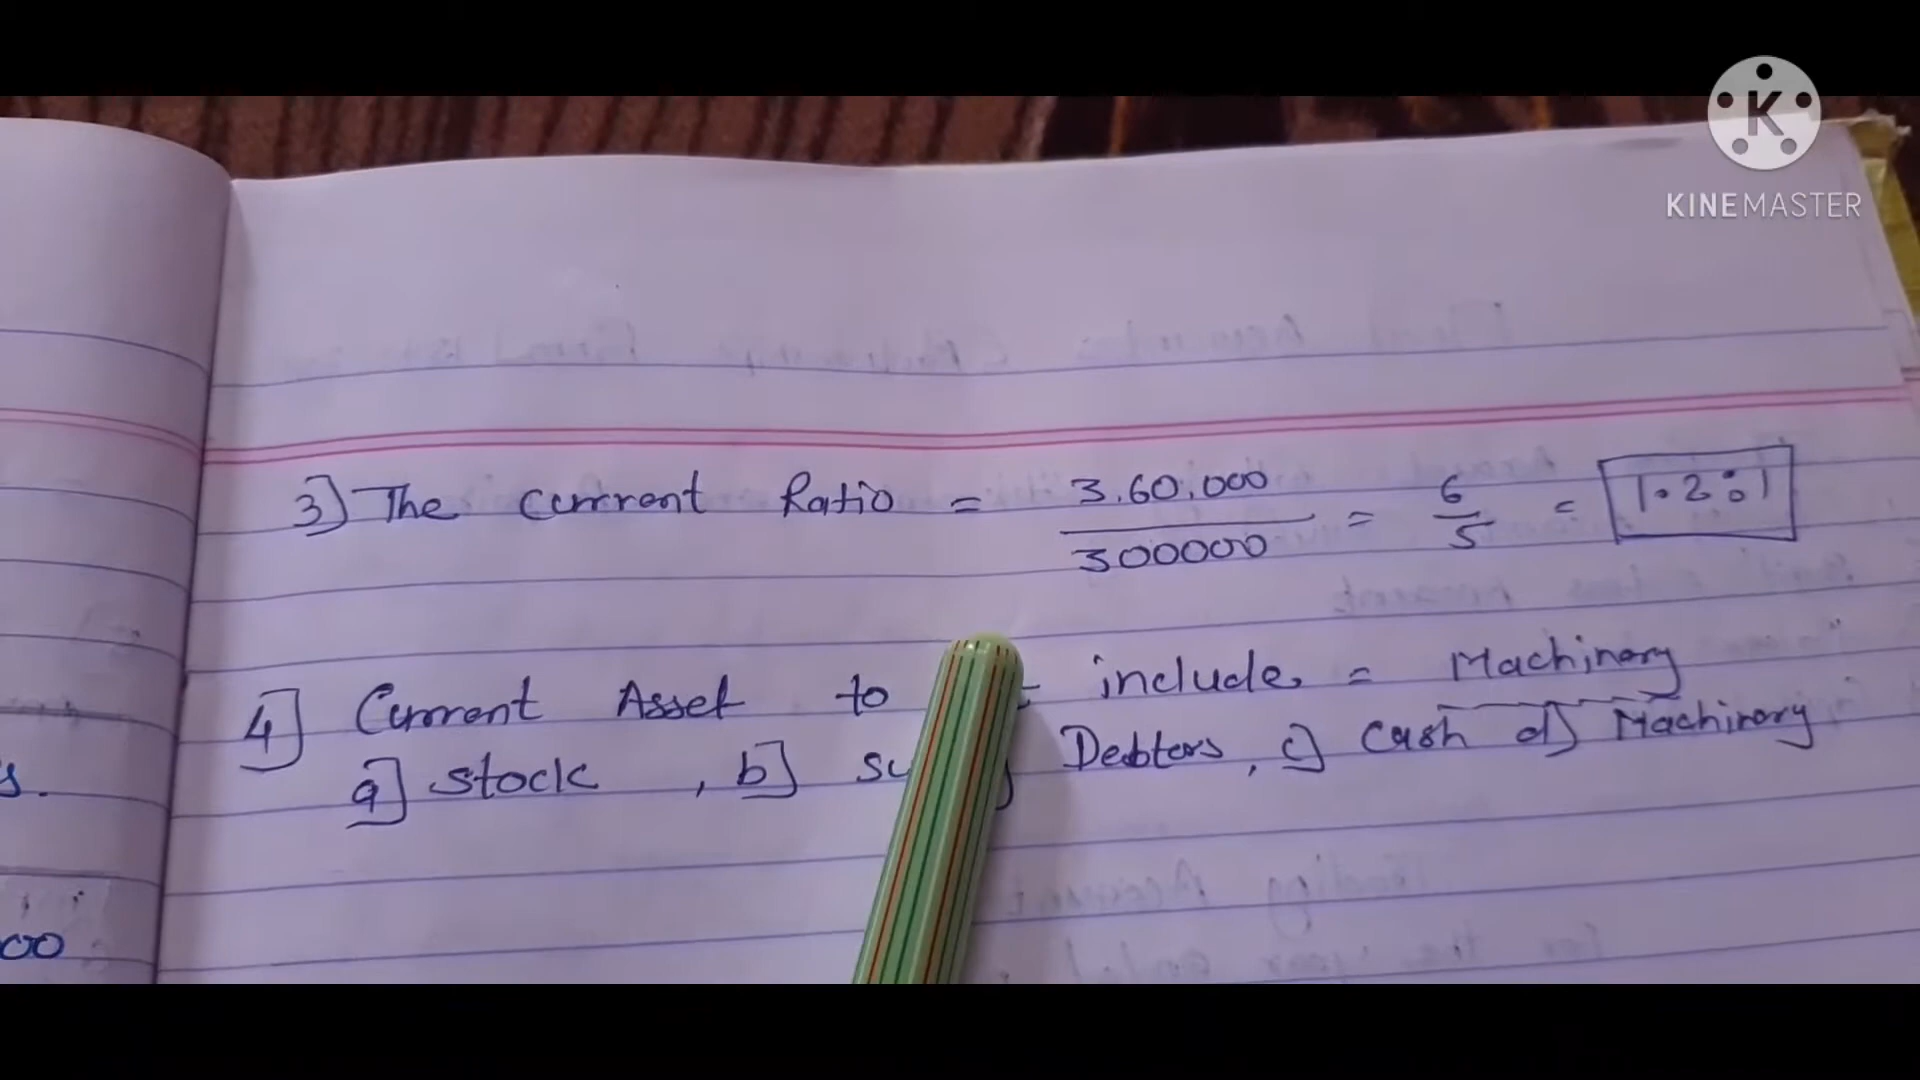 KINEMASTER
3] The Current Ratio = 3.60.000 / 300000 = 6/5 = 1.2:1
4] Current Asset to include = Machinery
a] stock , b] Debtors, c] Cash d] Machinery
s.
00